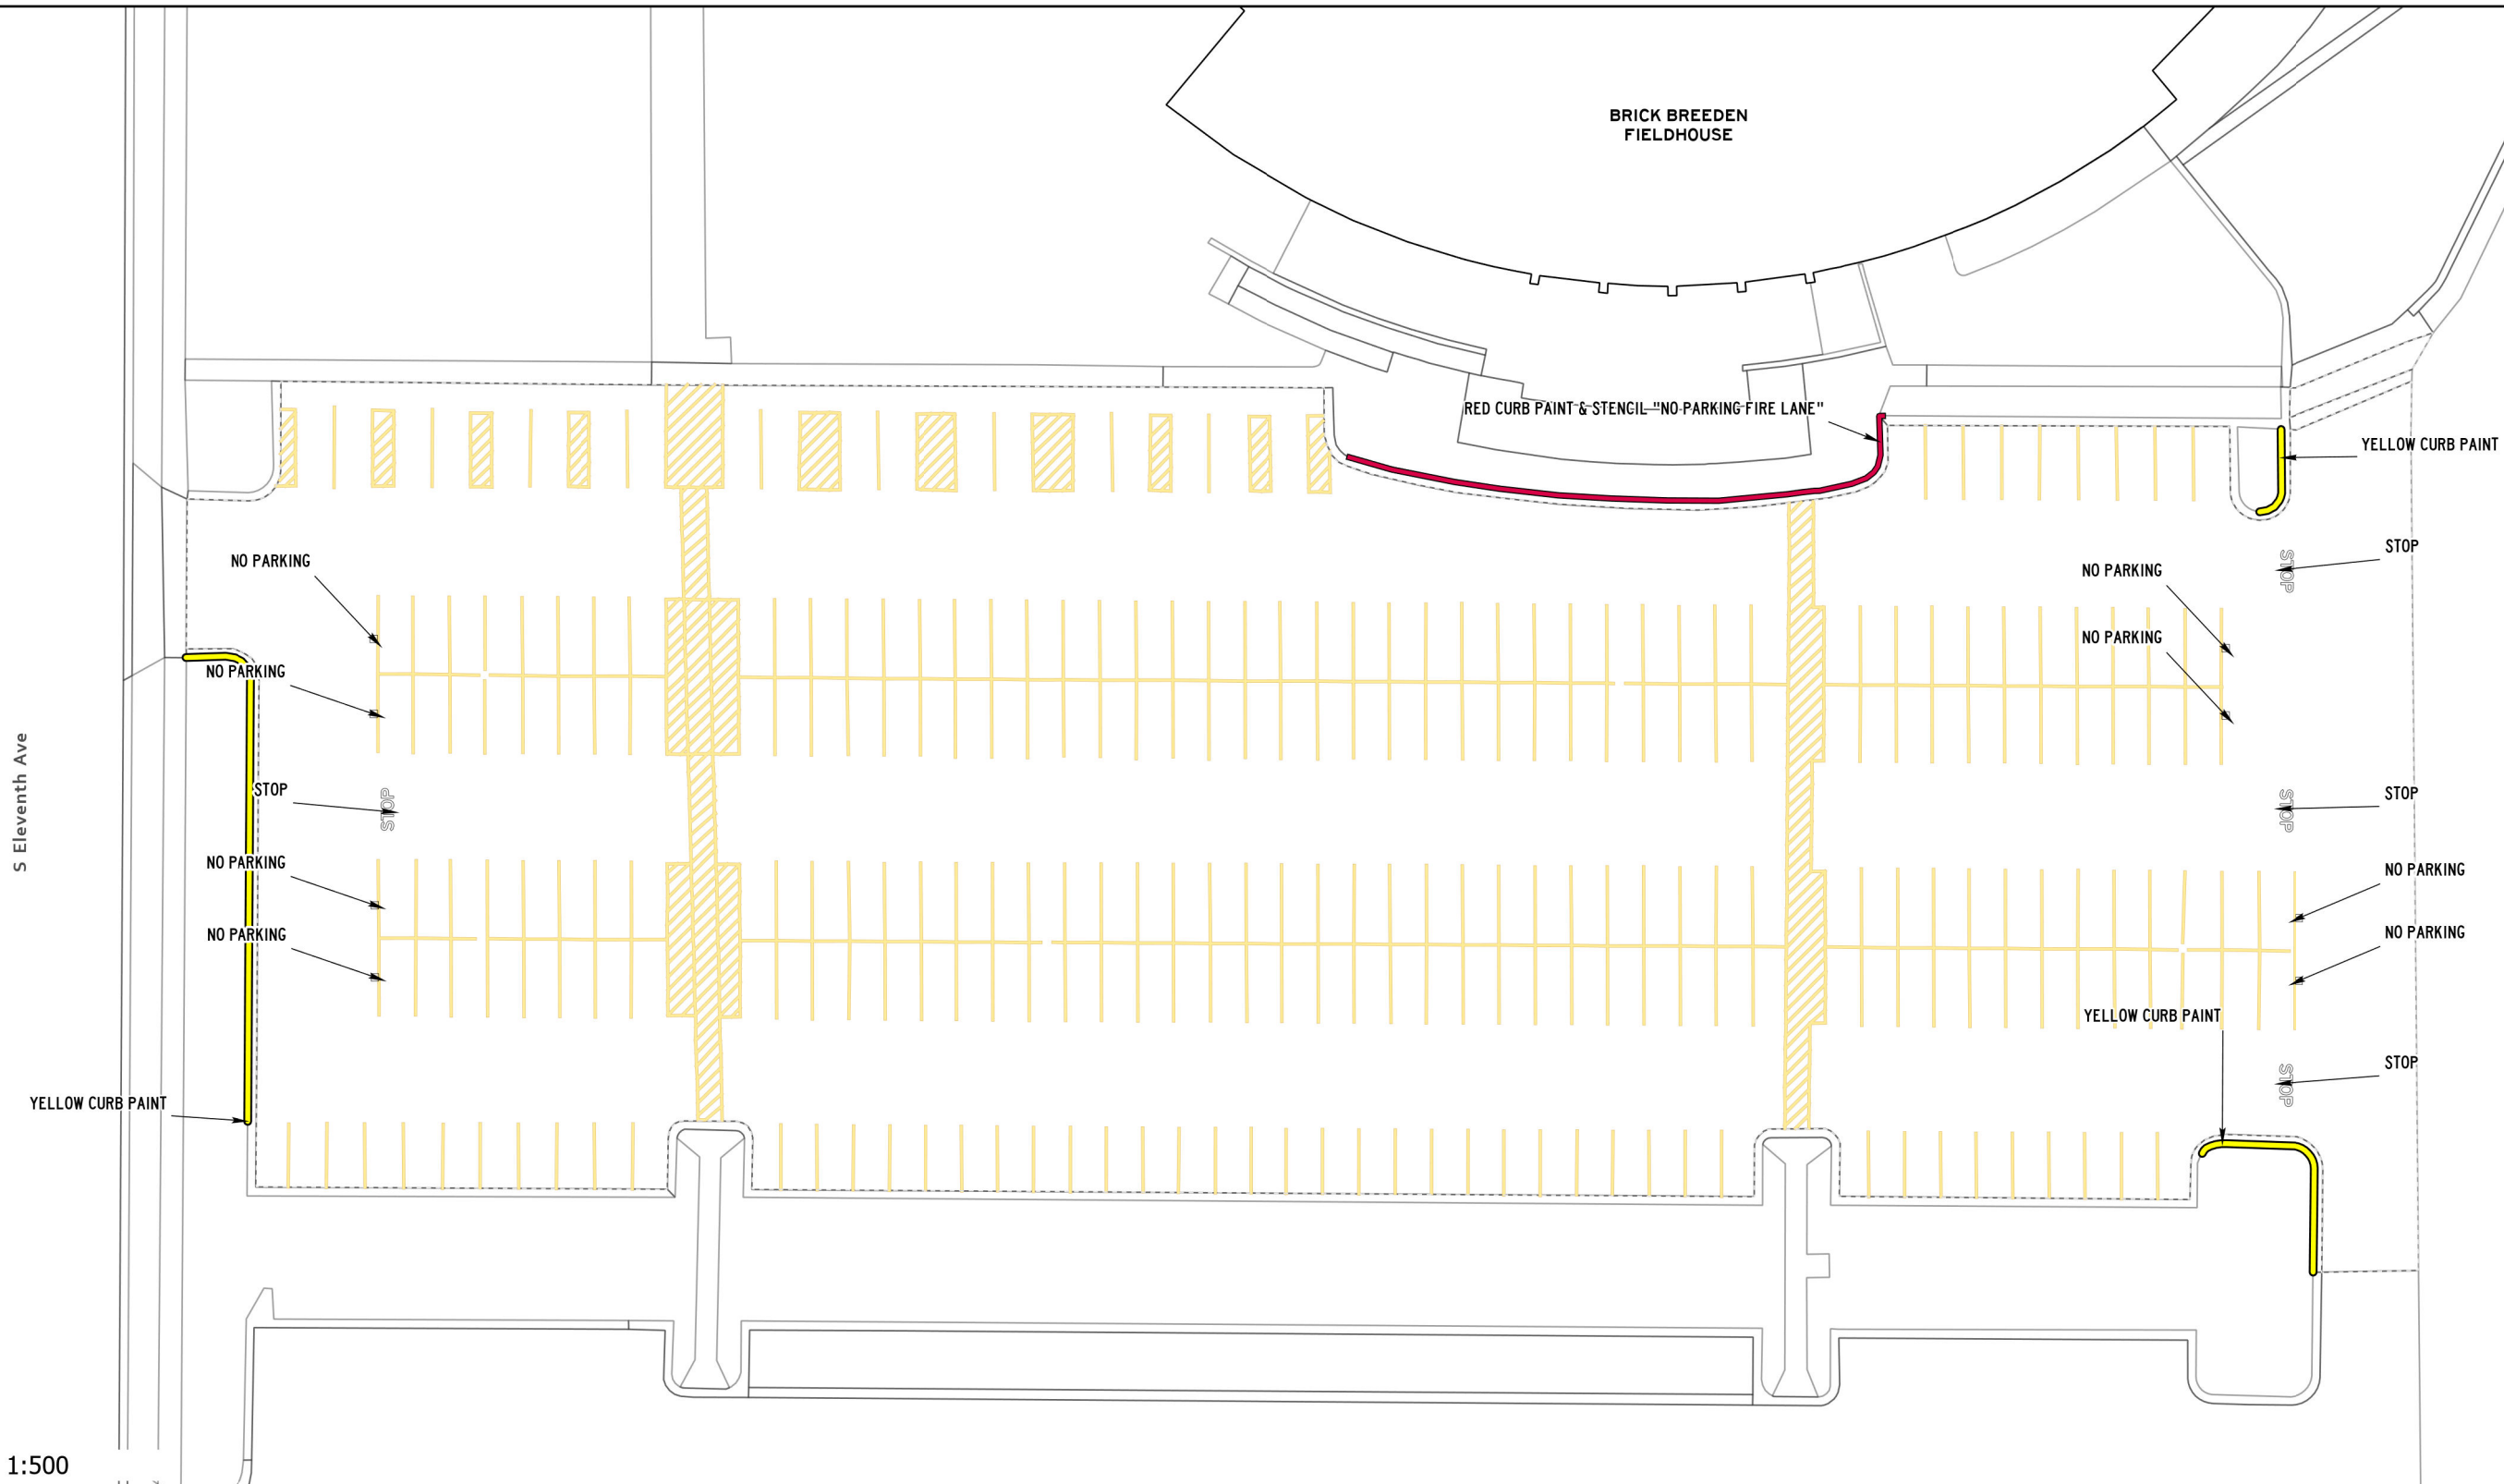 BRICK BREEDEN
FIELDHOUSE
RED CURB PAINT & STENCIL "NO PARKING FIRE LANE"
YELLOW CURB PAINT
STOP
STOP
NO PARKING
NO PARKING
NO PARKING
NO PARKING
S Eleventh Ave
STOP
STOP
STOP
STOP
NO PARKING
NO PARKING
NO PARKING
NO PARKING
YELLOW CURB PAINT
STOP
STOP
YELLOW CURB PAINT
1:500